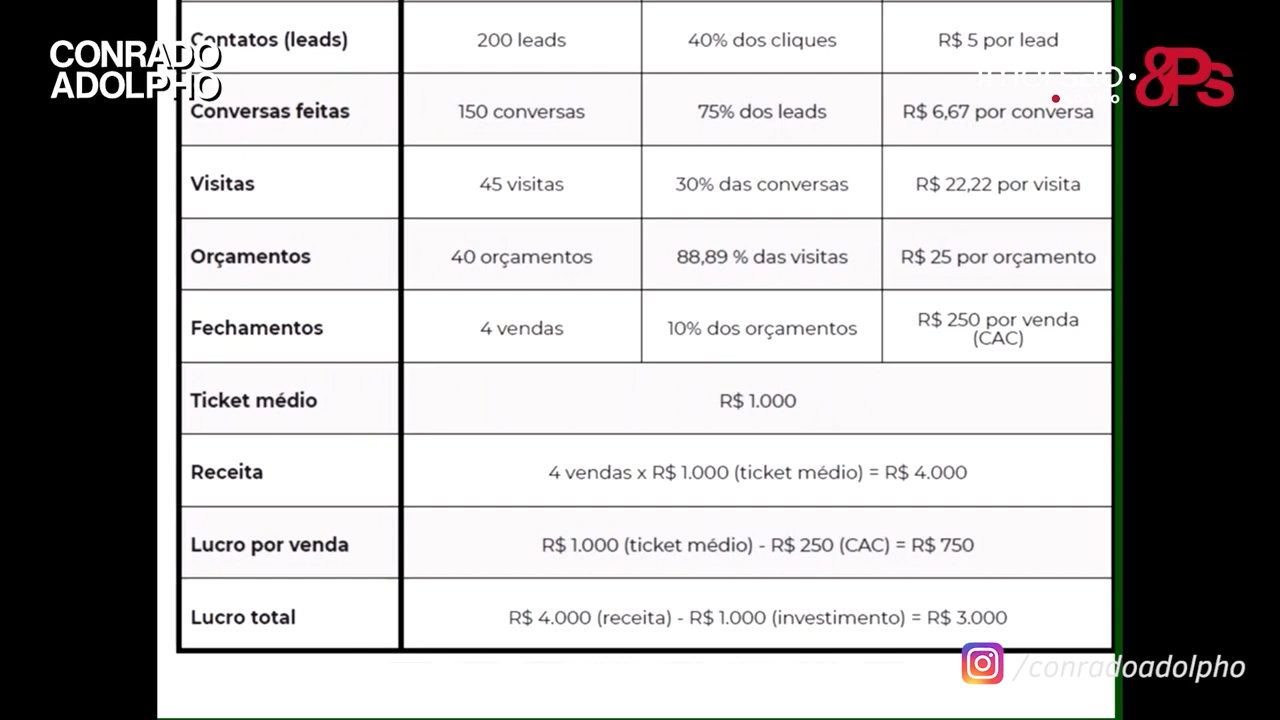 CONRADO
ADOLPHO
8Ps
Contatos (leads) 200 leads 40% dos cliques R$ 5 por lead
Conversas feitas 150 conversas 75% dos leads R$ 6,67 por conversa
Visitas 45 visitas 30% das conversas R$ 22,22 por visita
Orçamentos 40 orçamentos 88,89 % das visitas R$ 25 por orçamento
Fechamentos 4 vendas 10% dos orçamentos R$ 250 por venda
(CAC)
Ticket médio R$ 1.000
Receita 4 vendas x R$ 1.000 (ticket médio) = R$ 4.000
Lucro por venda R$ 1.000 (ticket médio) - R$ 250 (CAC) = R$ 750
Lucro total R$ 4.000 (receita) - R$ 1.000 (investimento) = R$ 3.000
/conradoadolpho